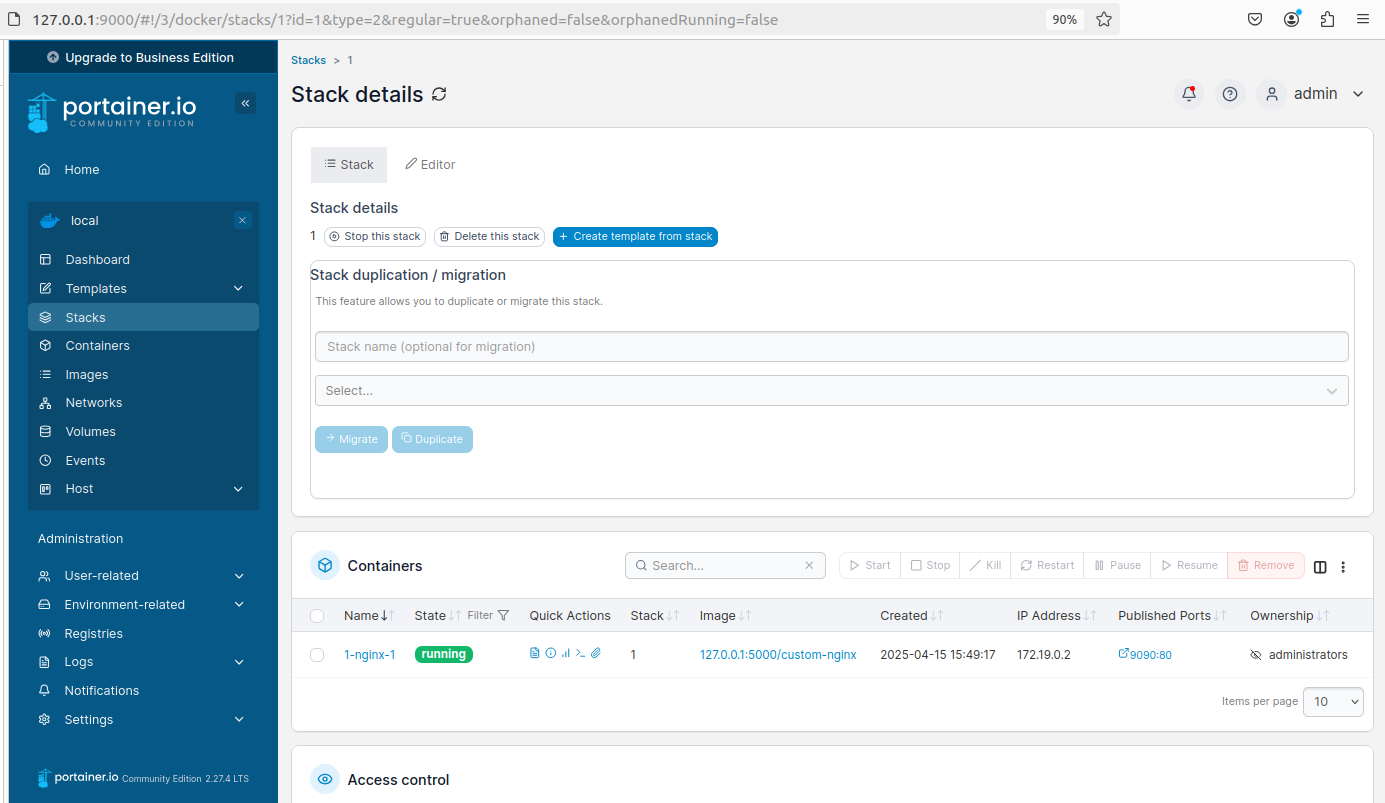 127.0.0.1:9000/#!/3/docker/stacks/1?id=1&type=2&regular=true&orphaned=false&orphanedRunning=false
90%
Upgrade to Business Edition
portainer.io
COMMUNITY EDITION
Home
local
Dashboard
Templates
Stacks
Containers
Images
Networks
Volumes
Events
Host
Administration
User-related
Environment-related
Registries
Logs
Notifications
Settings
portainer.io Community Edition 2.27.4 LTS
Stacks > 1
Stack details
admin
Stack Editor
Stack details
1 Stop this stack Delete this stack + Create template from stack
Stack duplication / migration
This feature allows you to duplicate or migrate this stack.
Stack name (optional for migration)
Select...
Migrate Duplicate
Containers Search... Start Stop Kill Restart Pause Resume Remove
Name State Filter Quick Actions Stack Image Created IP Address Published Ports Ownership
1-nginx-1 running 1 127.0.0.1:5000/custom-nginx 2025-04-15 15:49:17 172.19.0.2 9090:80 administrators
Items per page 10
Access control